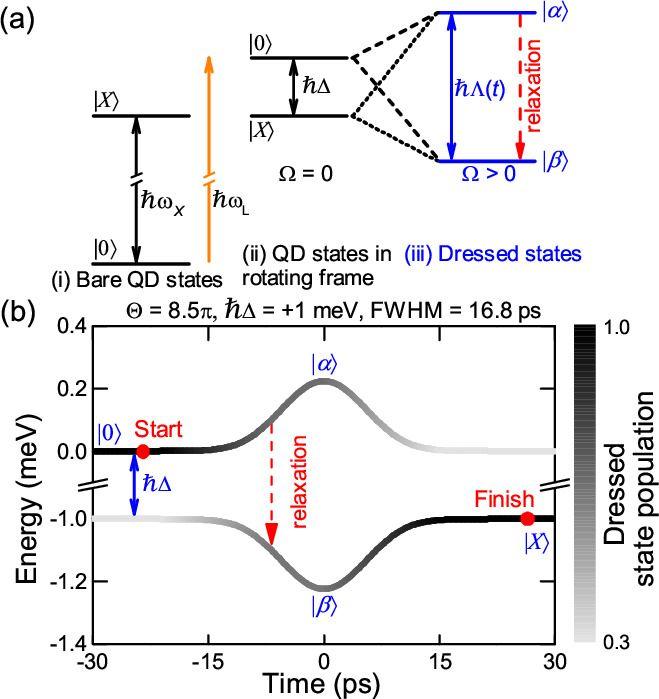 (a)
|α⟩
|0⟩
ℏΔ
ℏΛ(t)
relaxation
|X⟩
|X⟩
ℏω_X
ℏω_L
Ω = 0
|β⟩
Ω > 0
|0⟩
(i) Bare QD states
(ii) QD states in
rotating frame
(iii) Dressed states
(b)
Θ = 8.5π, ℏΔ = +1 meV, FWHM = 16.8 ps
0.4
0.2
0.0
-1.0
-1.2
-1.4
Energy (meV)
|α⟩
|0⟩
Start
ℏΔ
relaxation
Finish
|X⟩
|β⟩
-30
-15
0
15
30
Time (ps)
1.0
0.3
Dressed
state population